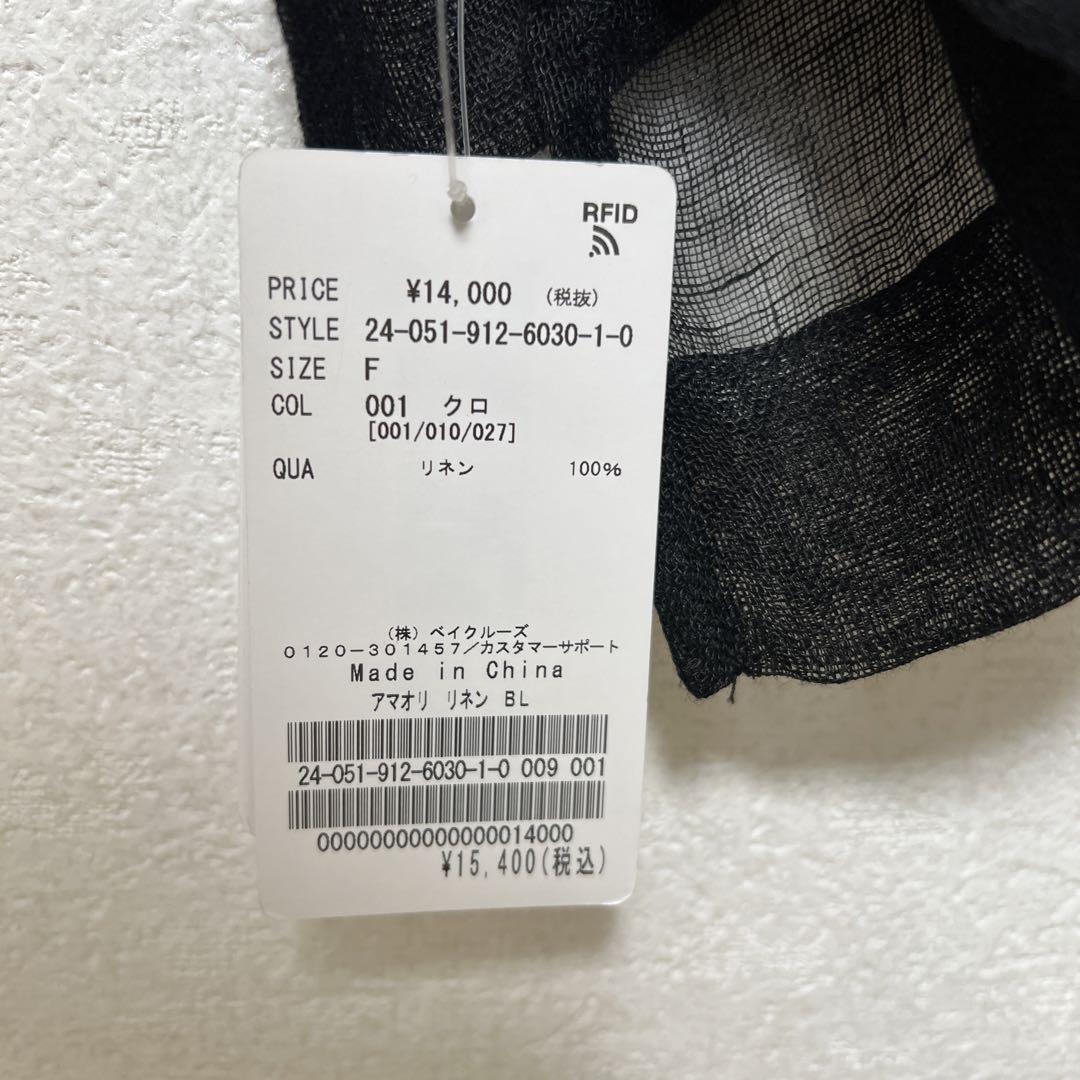 RFID
PRICE ¥14,000 (税抜)
STYLE 24-051-912-6030-1-0
SIZE F
COL 001 クロ
[001/010/027]
QUA リネン 100%
(株) ベイクルーズ
0120-301457/カスタマーサポート
Made in China
アマオリ リネン BL
24-051-912-6030-1-0 009 001
00000000000000014000
¥15,400(税込)